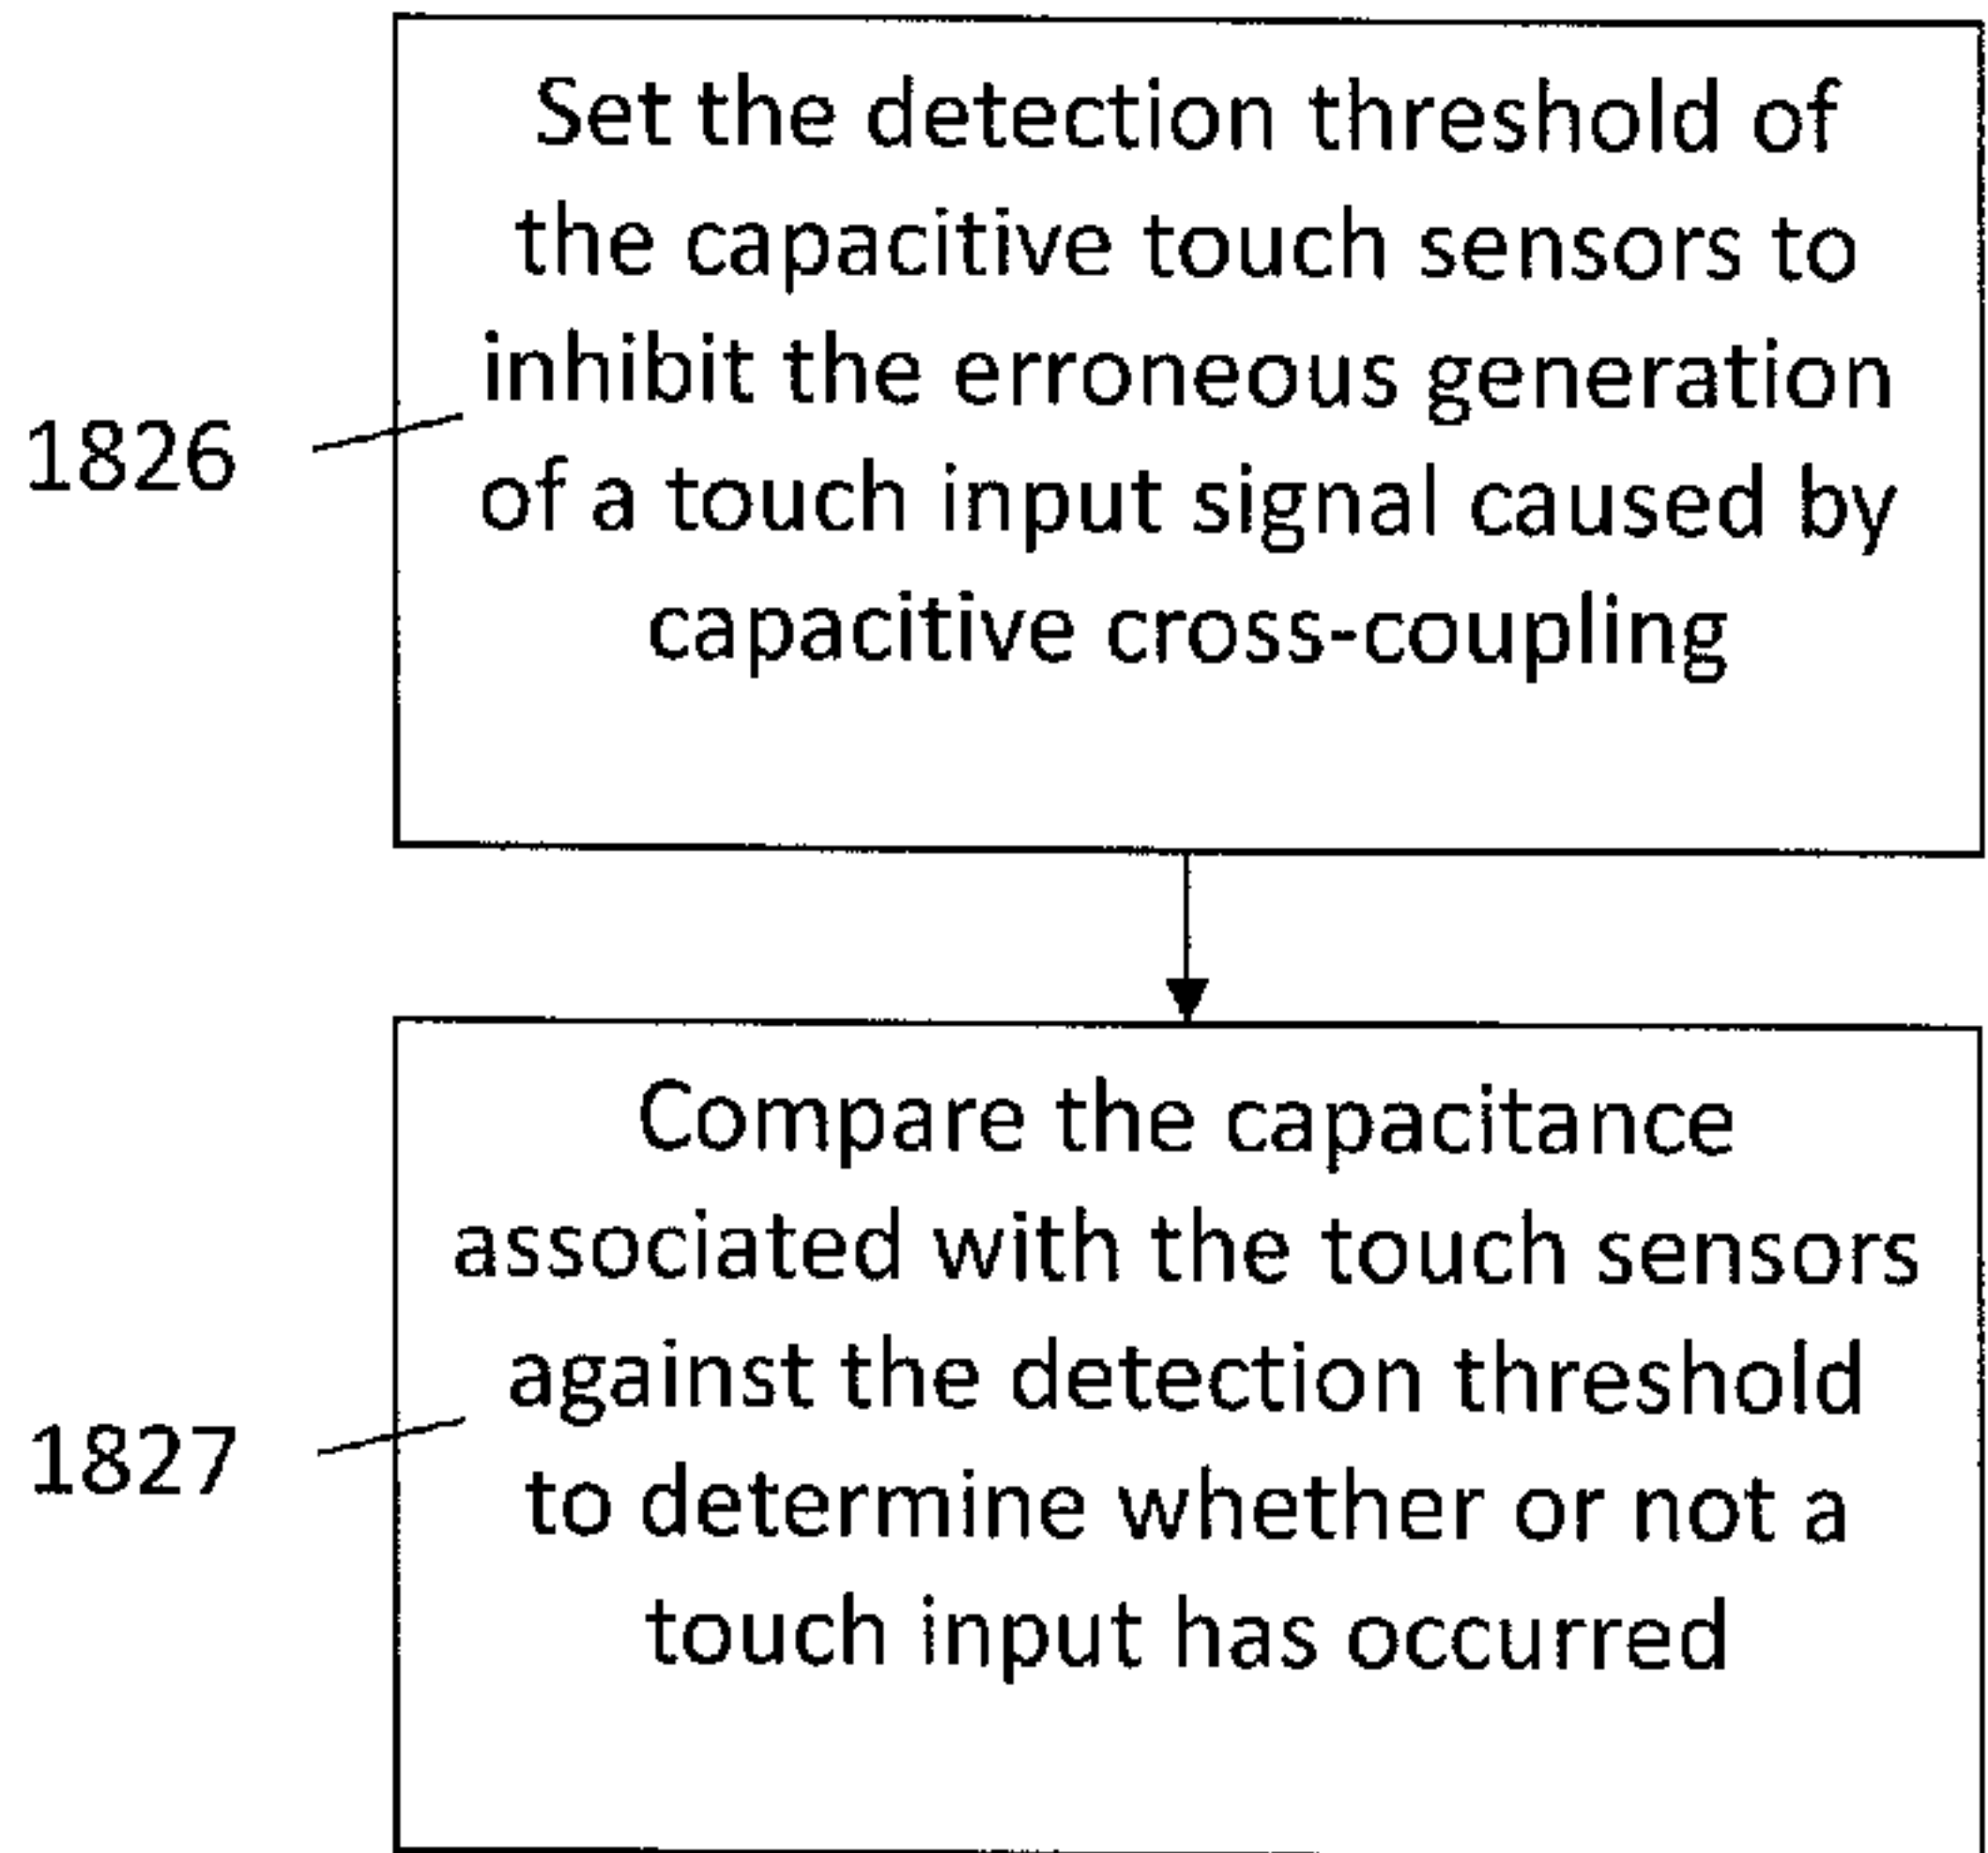 Set the detection threshold of
the capacitive touch sensors to
inhibit the erroneous generation
1826
of a touch input signal caused by
capacitive cross-coupling
Compare the capacitance
associated with the touch sensors
against the detection threshold
1827
to determine whether or not a
touch input has occurred